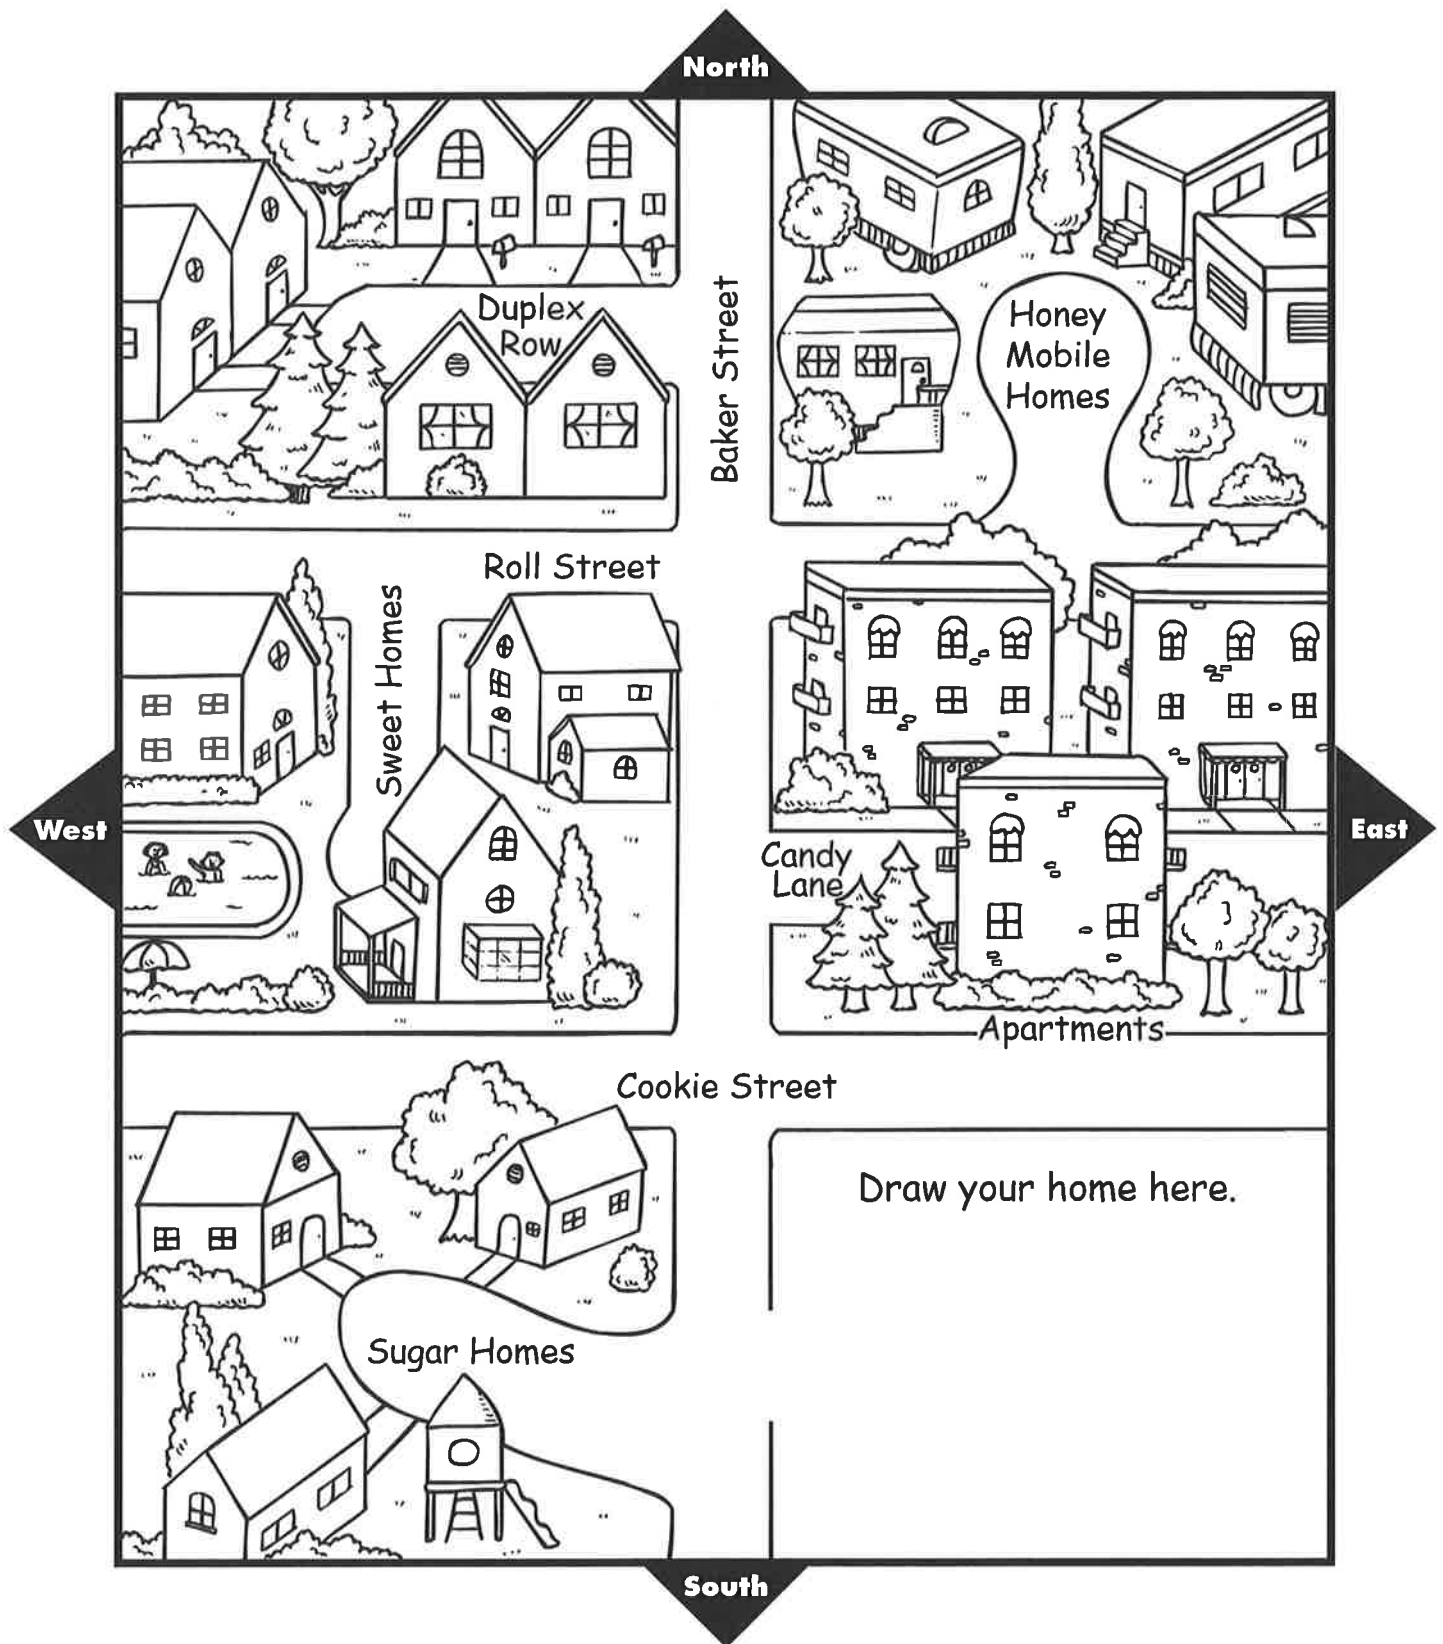 North
Duplex
Row
Baker Street
Honey
Mobile
Homes
Roll Street
Sweet Homes
West
East
Candy
Lane
Apartments
Cookie Street
Draw your home here.
Sugar Homes
South